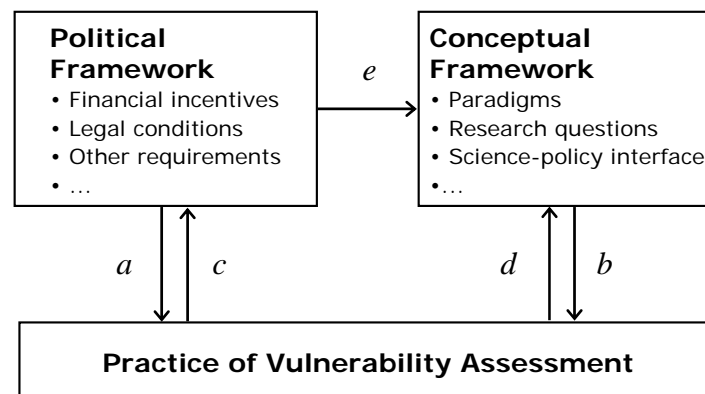 Political
Framework
• Financial incentives
• Legal conditions
• Other requirements
• ...
e
Conceptual
Framework
• Paradigms
• Research questions
• Science-policy interface
•...
a
c
d
b
Practice of Vulnerability Assessment